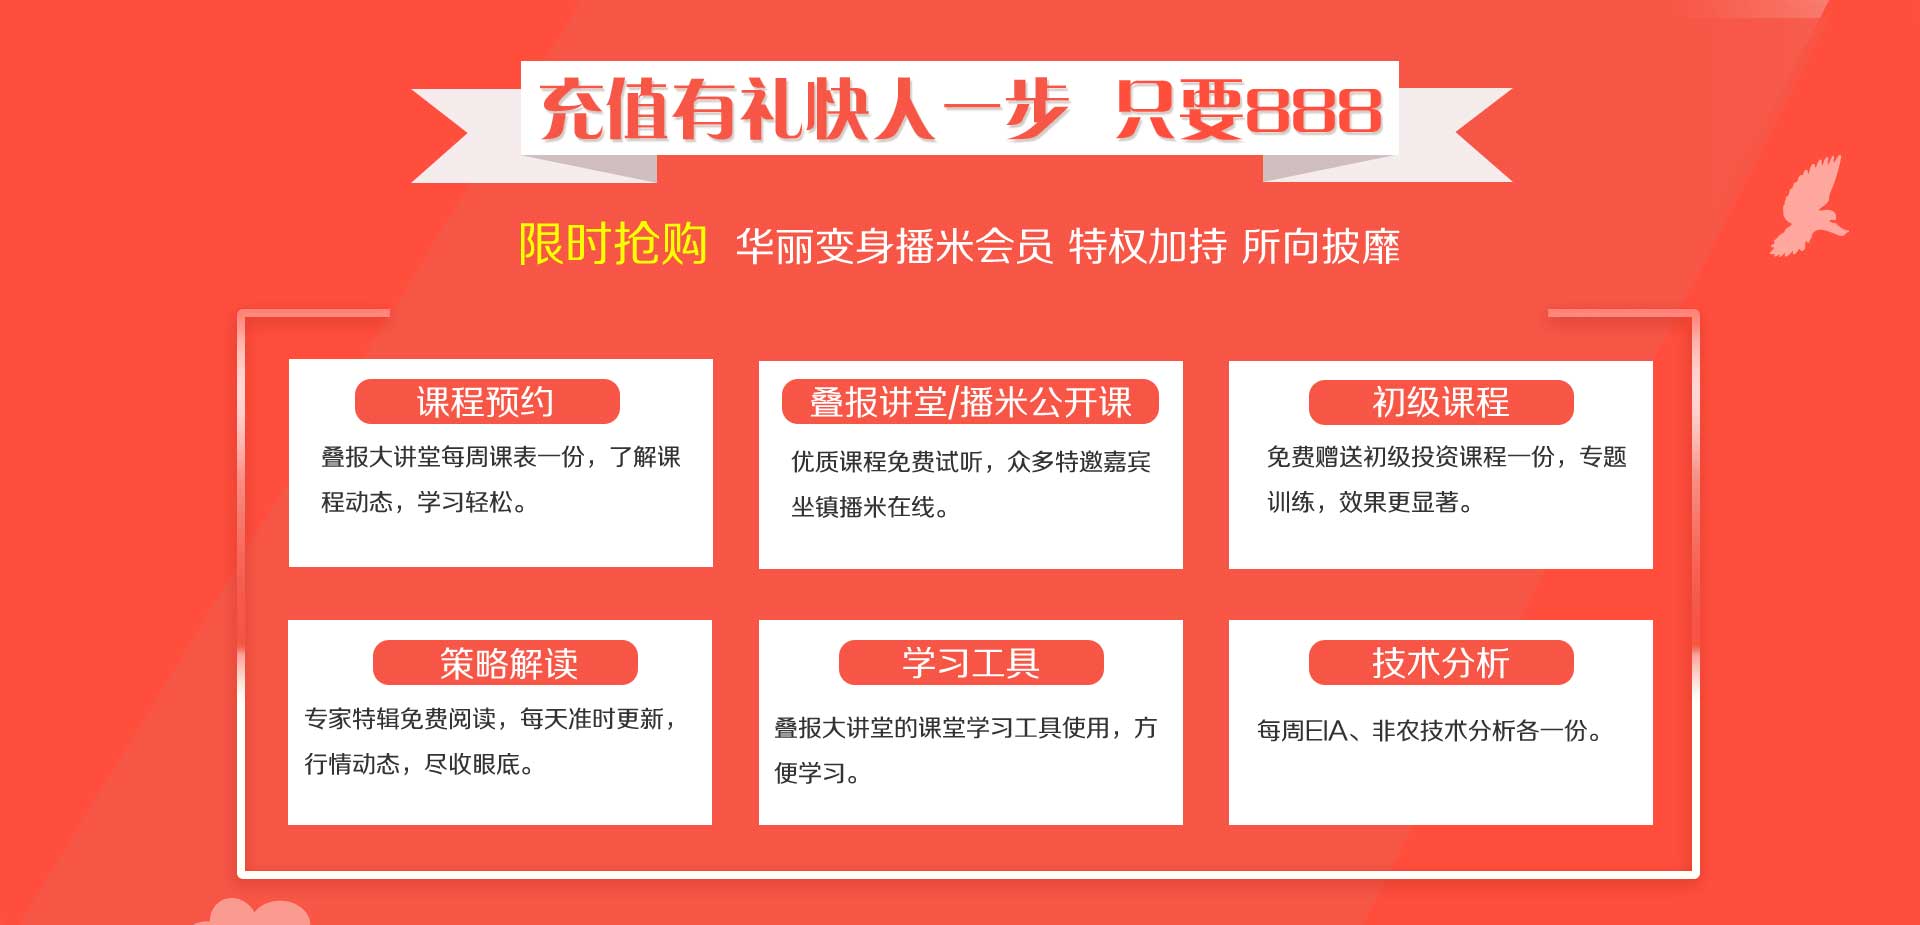 充值有礼快人一步 只要888
限时抢购 华丽变身播米会员 特权加持 所向披靡
课程预约
叠报大讲堂每周课表一份，了解课
程动态，学习轻松。
叠报讲堂/播米公开课
优质课程免费试听，众多特邀嘉宾
坐镇播米在线。
初级课程
免费赠送初级投资课程一份，专题
训练，效果更显著。
策略解读
专家特辑免费阅读，每天准时更新，
行情动态，尽收眼底。
学习工具
叠报大讲堂的课堂学习工具使用，方
便学习。
技术分析
每周EIA、非农技术分析各一份。